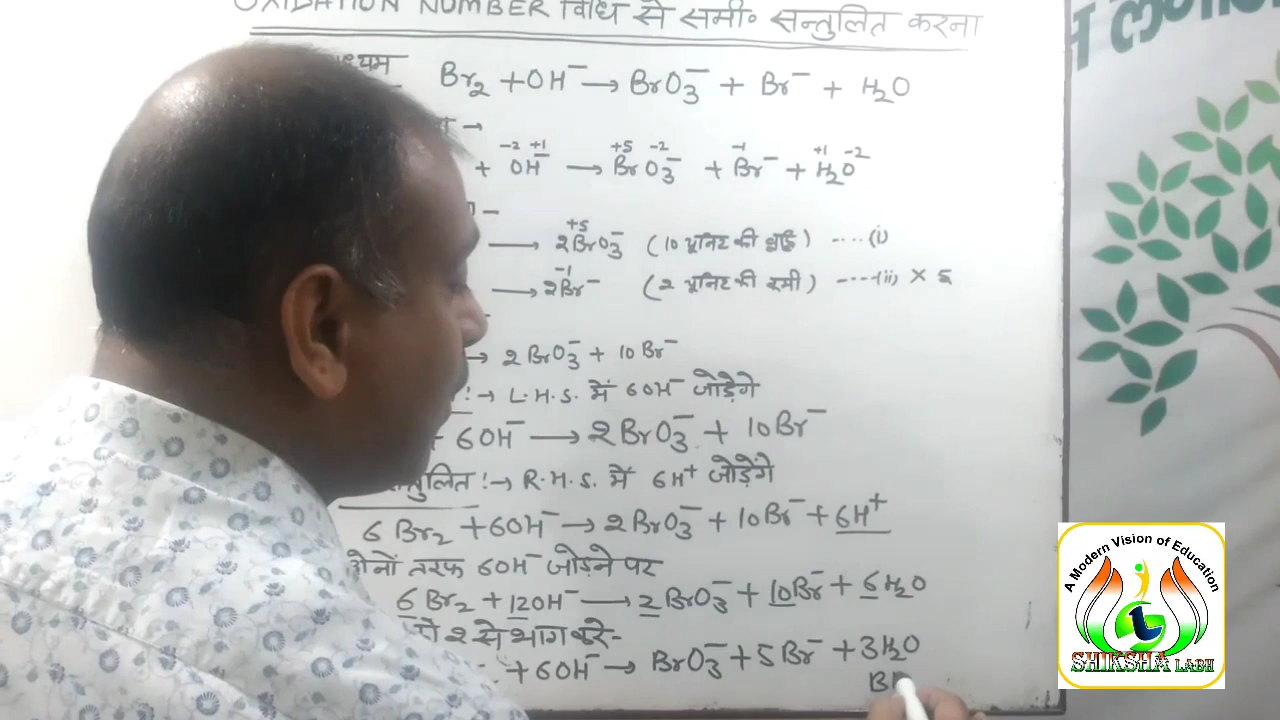 OXIDATION NUMBER विधि से समी० सन्तुलित करना
Br₂ + OH⁻ → BrO₃⁻ + Br⁻ + H₂O
→
-2 +1 +5 -2 -1 +1 -2
+ OH⁻ → BrO₃⁻ + Br⁻ + H₂O
+5
→ 2BrO₃⁻ (10 यूनिट की वृद्धि) ----(i)
-1
→ 2Br⁻ (2 यूनिट की कमी) ----(ii) × 5
→ 2BrO₃⁻ + 10Br⁻
:→ L.H.S. में 6OH⁻ जोड़ेंगे
+ 6OH⁻ → 2BrO₃⁻ + 10Br⁻
:→ R.H.S. में 6H⁺ जोड़ेंगे
6Br₂ + 6OH⁻ → 2BrO₃⁻ + 10Br⁻ + 6H⁺
तरफ 6OH⁻ जोड़ने पर
6Br₂ + 12OH⁻ → 2BrO₃⁻ + 10Br⁻ + 6H₂O
2 से भाग करे-
+ 6OH⁻ → BrO₃⁻ + 5Br⁻ + 3H₂O
A Modern Vision of Education
L
SHIKSHA LABH